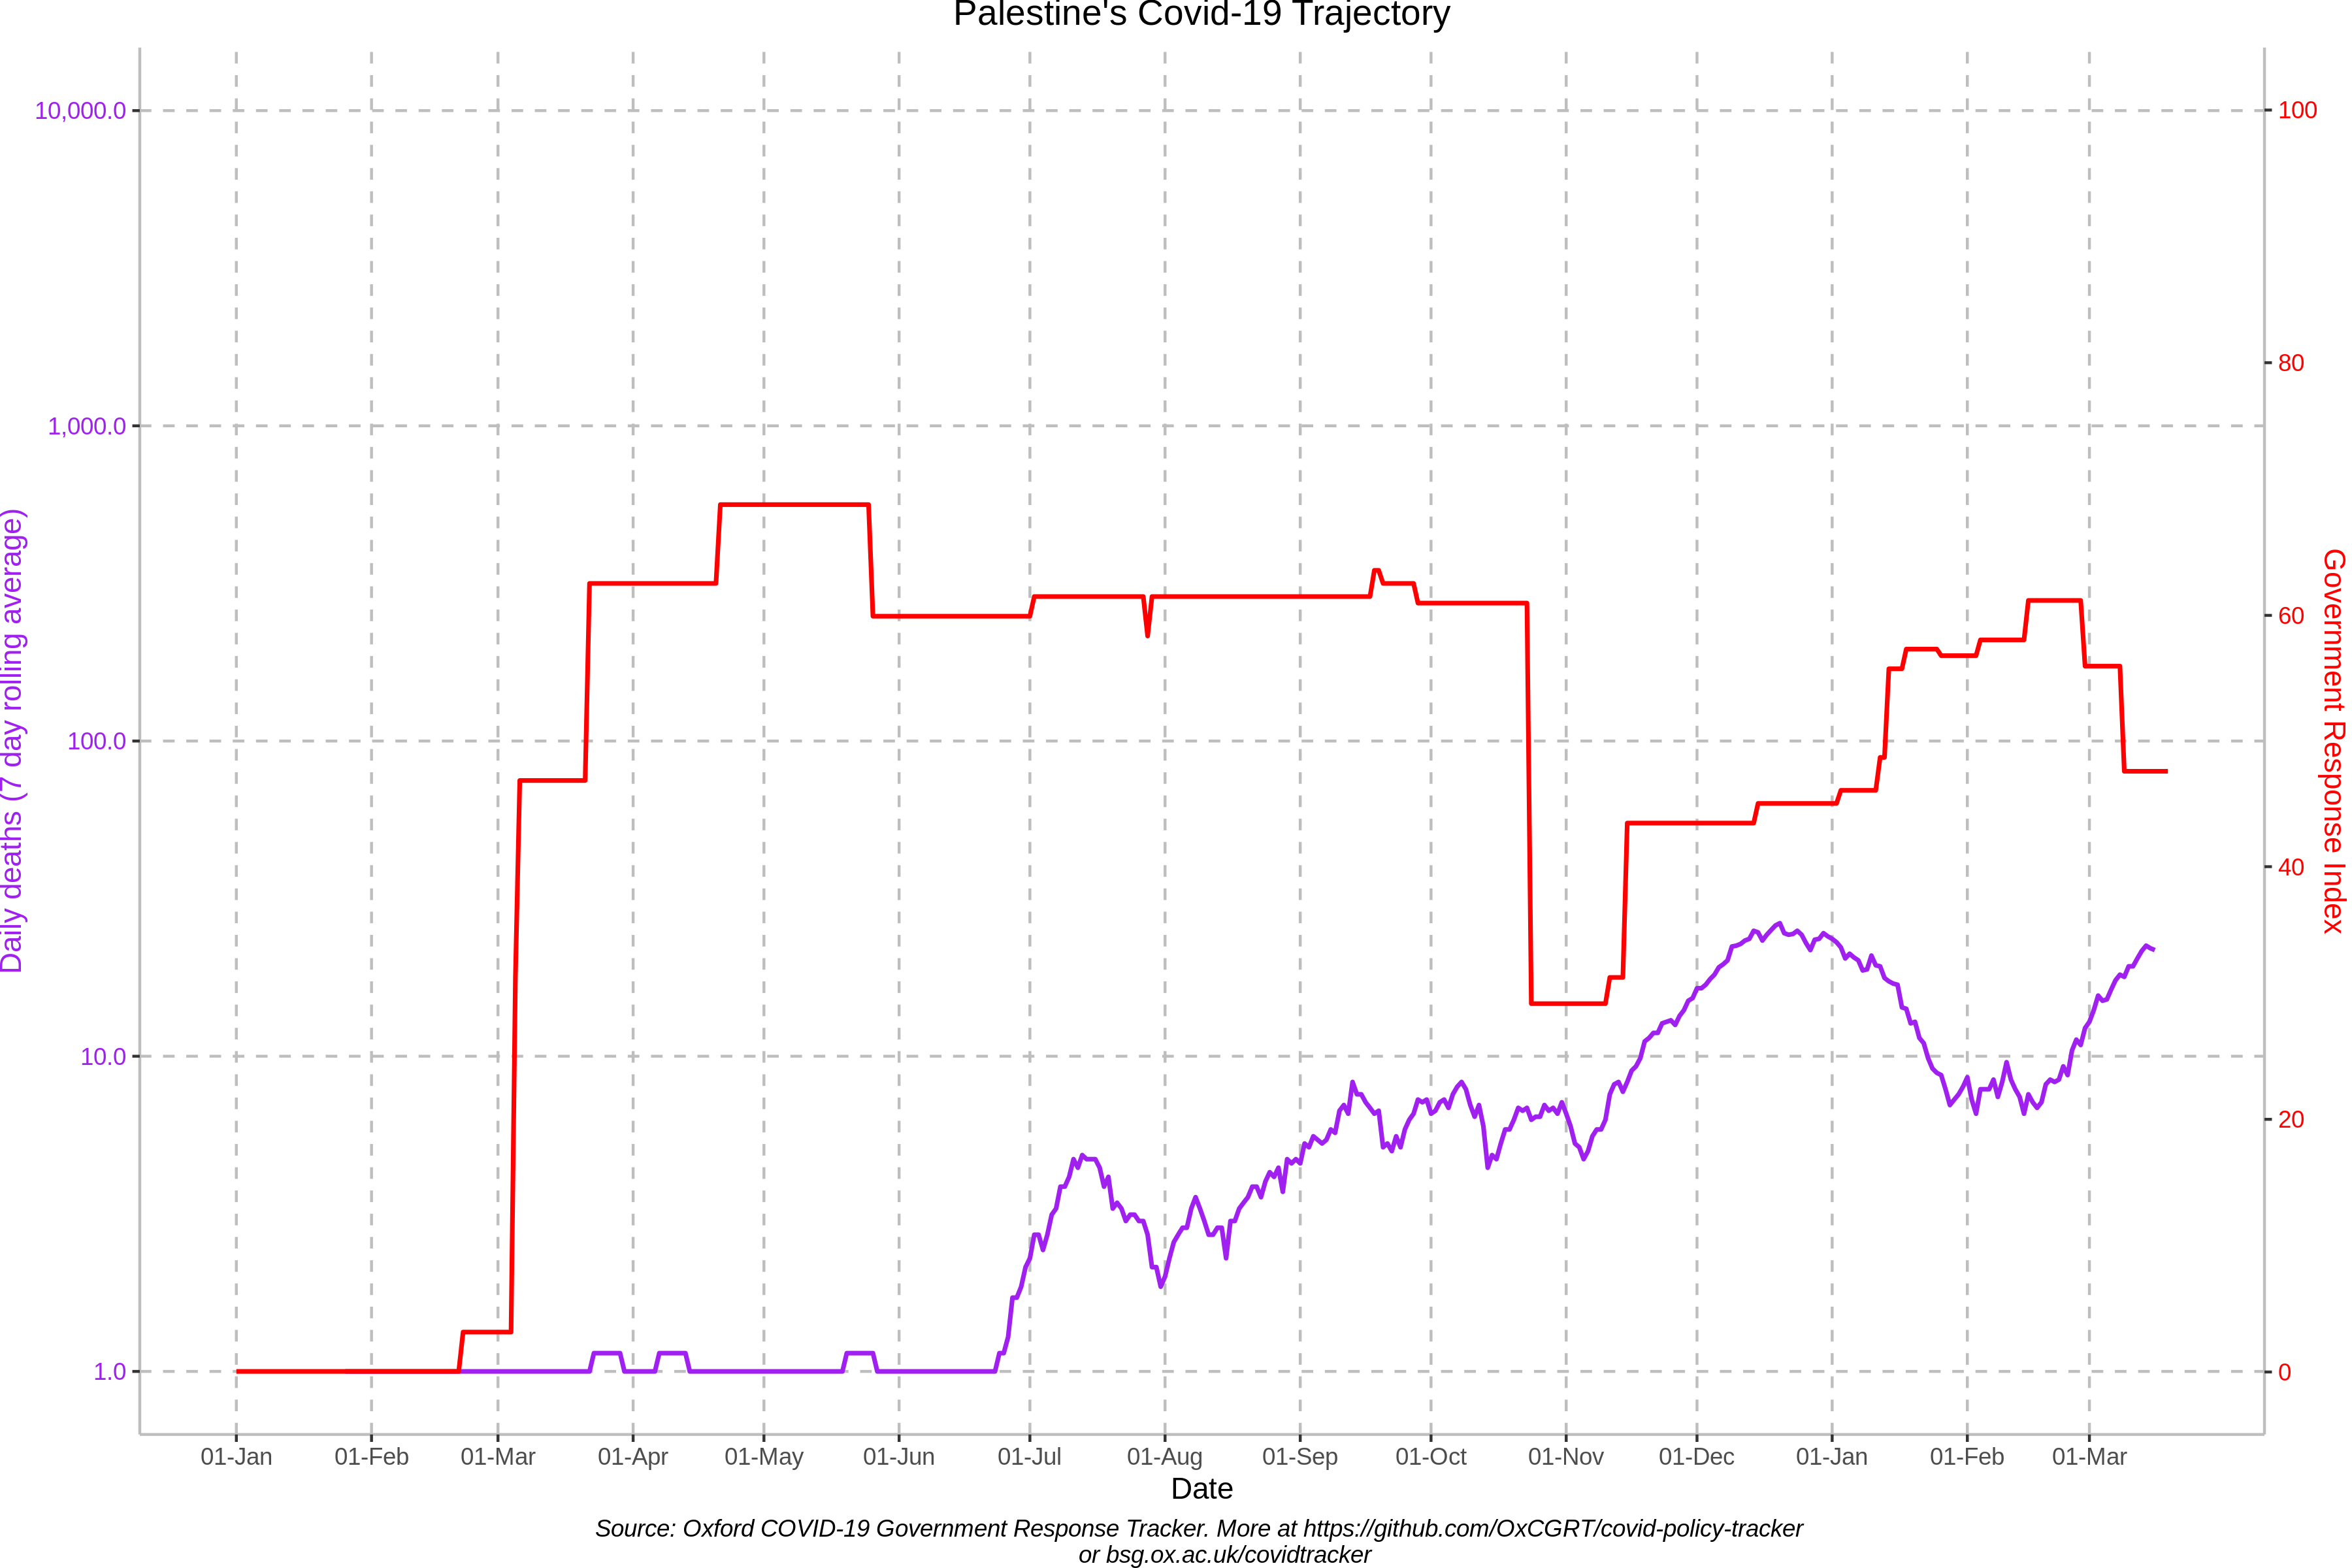 Palestine's Covid-19 Trajectory
10,000.0
1,000.0
100.0
10.0
1.0
Daily deaths (7 day rolling average)
100
80
60
40
20
0
Government Response Index
01-Jan 01-Feb 01-Mar 01-Apr 01-May 01-Jun 01-Jul 01-Aug 01-Sep 01-Oct 01-Nov 01-Dec 01-Jan 01-Feb 01-Mar
Date
Source: Oxford COVID-19 Government Response Tracker. More at https://github.com/OxCGRT/covid-policy-tracker
or bsg.ox.ac.uk/covidtracker